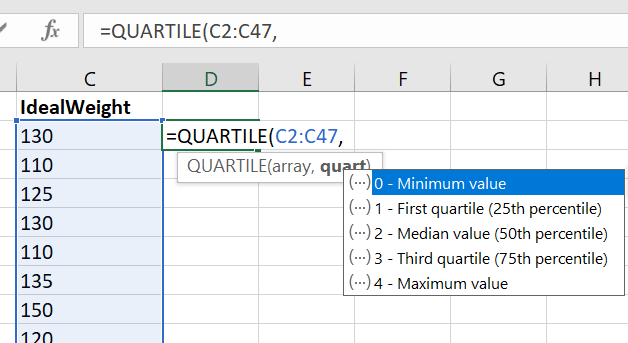 fx =QUARTILE(C2:C47,
C D E F G H
IdealWeight
130 =QUARTILE(C2:C47,
QUARTILE(array, quart)
110 (...) 0 - Minimum value
125 (...) 1 - First quartile (25th percentile)
130 (...) 2 - Median value (50th percentile)
110 (...) 3 - Third quartile (75th percentile)
135 (...) 4 - Maximum value
150
120